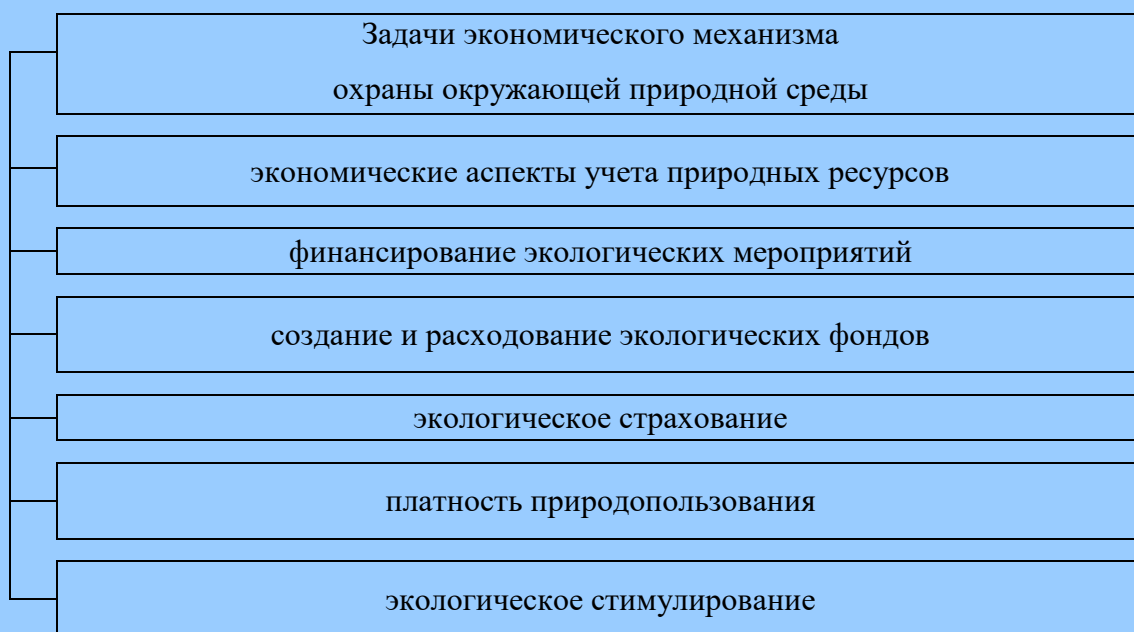 Задачи экономического механизма
охраны окружающей природной среды
экономические аспекты учета природных ресурсов
финансирование экологических мероприятий
создание и расходование экологических фондов
экологическое страхование
платность природопользования
экологическое стимулирование